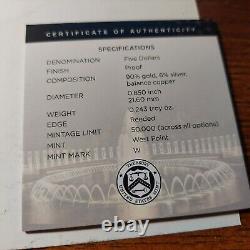 CERTIFICATE OF AUTHENTICITY
SPECIFICATIONS
DENOMINATION Five Dollars
FINISH Proof
COMPOSITION 90% gold, 6% silver,
balance copper
DIAMETER 0.850 inch
21.60 mm
WEIGHT 0.243 troy oz.
EDGE Reeded
MINTAGE LIMIT 50,000 (across all options)
MINT West Point
MINT MARK W